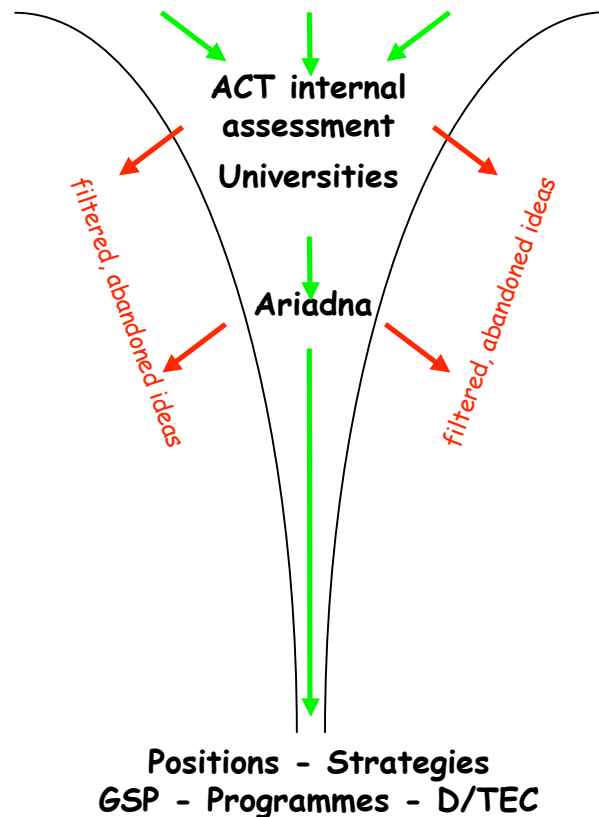 ACT internal
assessment
Universities
filtered, abandoned ideas
filtered, abandoned ideas
Ariadna
Positions - Strategies
GSP - Programmes - D/TEC